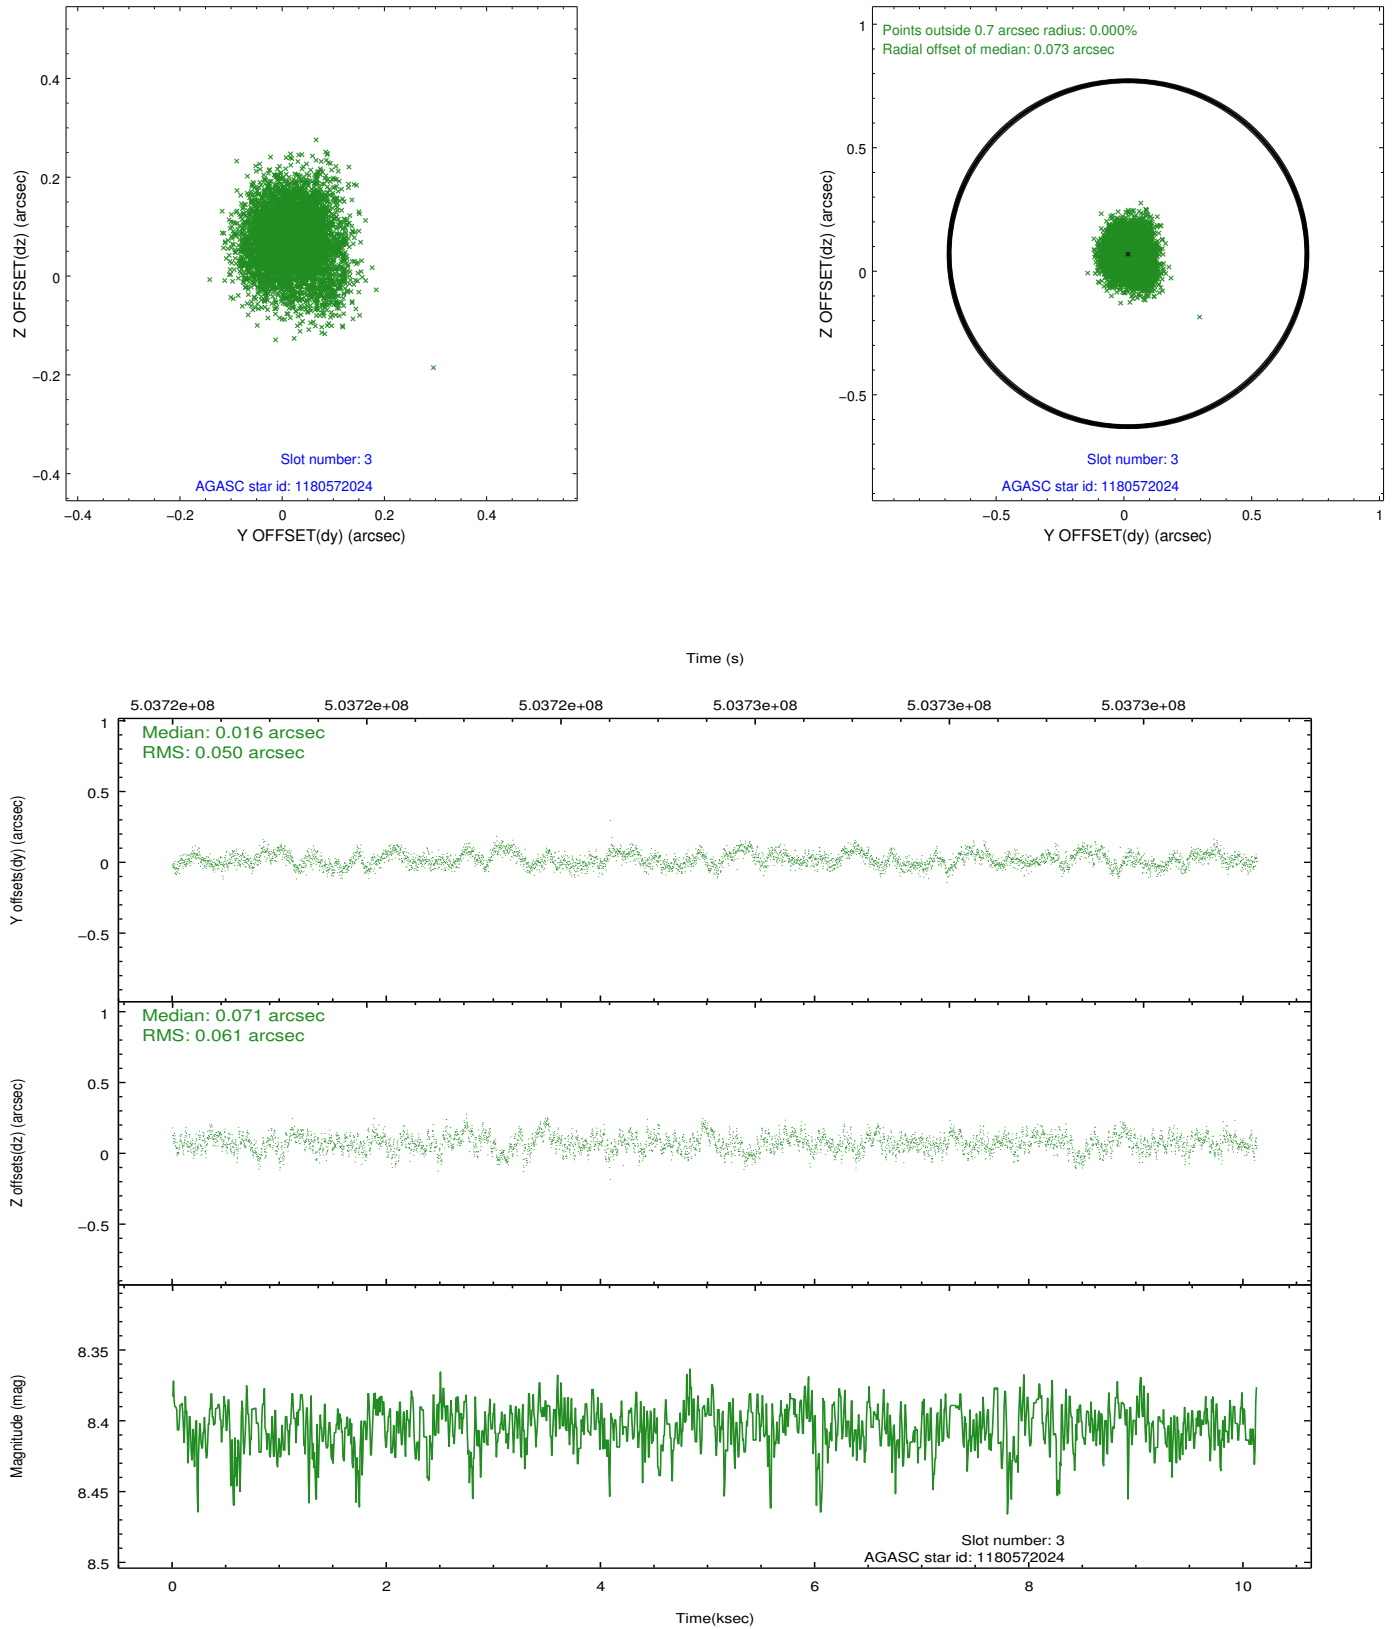 0.4
0.2
0
−0.2
−0.4
Z OFFSET(dz) (arcsec)
Slot number: 3
AGASC star id: 1180572024
−0.4 −0.2 0 0.2 0.4
Y OFFSET(dy) (arcsec)
Points outside 0.7 arcsec radius: 0.000%
Radial offset of median: 0.073 arcsec
1
0.5
0
−0.5
Z OFFSET(dz) (arcsec)
Slot number: 3
AGASC star id: 1180572024
−0.5 0 0.5 1
Y OFFSET(dy) (arcsec)
Time (s)
5.0372e+08 5.0372e+08 5.0372e+08 5.0373e+08 5.0373e+08 5.0373e+08
Median: 0.016 arcsec
RMS: 0.050 arcsec
1
0.5
0
−0.5
Y offsets(dy) (arcsec)
Median: 0.071 arcsec
RMS: 0.061 arcsec
1
0.5
0
−0.5
Z offsets(dz) (arcsec)
8.35
8.4
8.45
8.5
Magnitude (mag)
Slot number: 3
AGASC star id: 1180572024
0 2 4 6 8 10
Time(ksec)